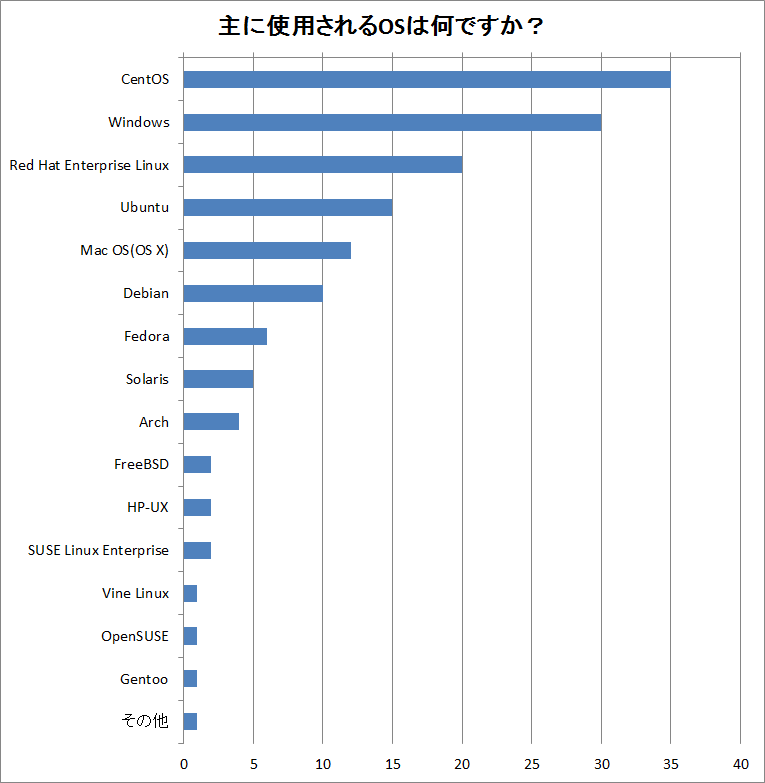 主に使用されるOSは何ですか？
CentOS
Windows
Red Hat Enterprise Linux
Ubuntu
Mac OS(OS X)
Debian
Fedora
Solaris
Arch
FreeBSD
HP-UX
SUSE Linux Enterprise
Vine Linux
OpenSUSE
Gentoo
その他
0 5 10 15 20 25 30 35 40